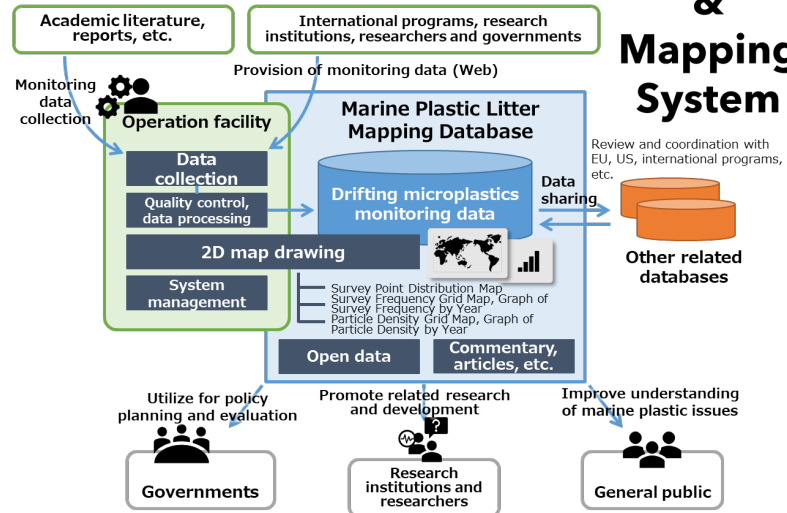 &
Mapping
System
Academic literature,
reports, etc.
International programs, research
institutions, researchers and governments
Monitoring
data
collection
Provision of monitoring data (Web)
Operation facility
Data
collection
Quality control,
data processing
2D map drawing
System
management
Marine Plastic Litter
Mapping Database
Drifting microplastics
monitoring data
Survey Point Distribution Map
Survey Frequency Grid Map, Graph of
Survey Frequency by Year
Particle Density Grid Map, Graph of
Particle Density by Year
Open data
Commentary,
articles, etc.
Data
sharing
Review and coordination with
EU, US, international programs,
etc.
Other related
databases
Utilize for policy
planning and evaluation
Promote related research
and development
Improve understanding
of marine plastic issues
?
Governments
Research
institutions and
researchers
General public